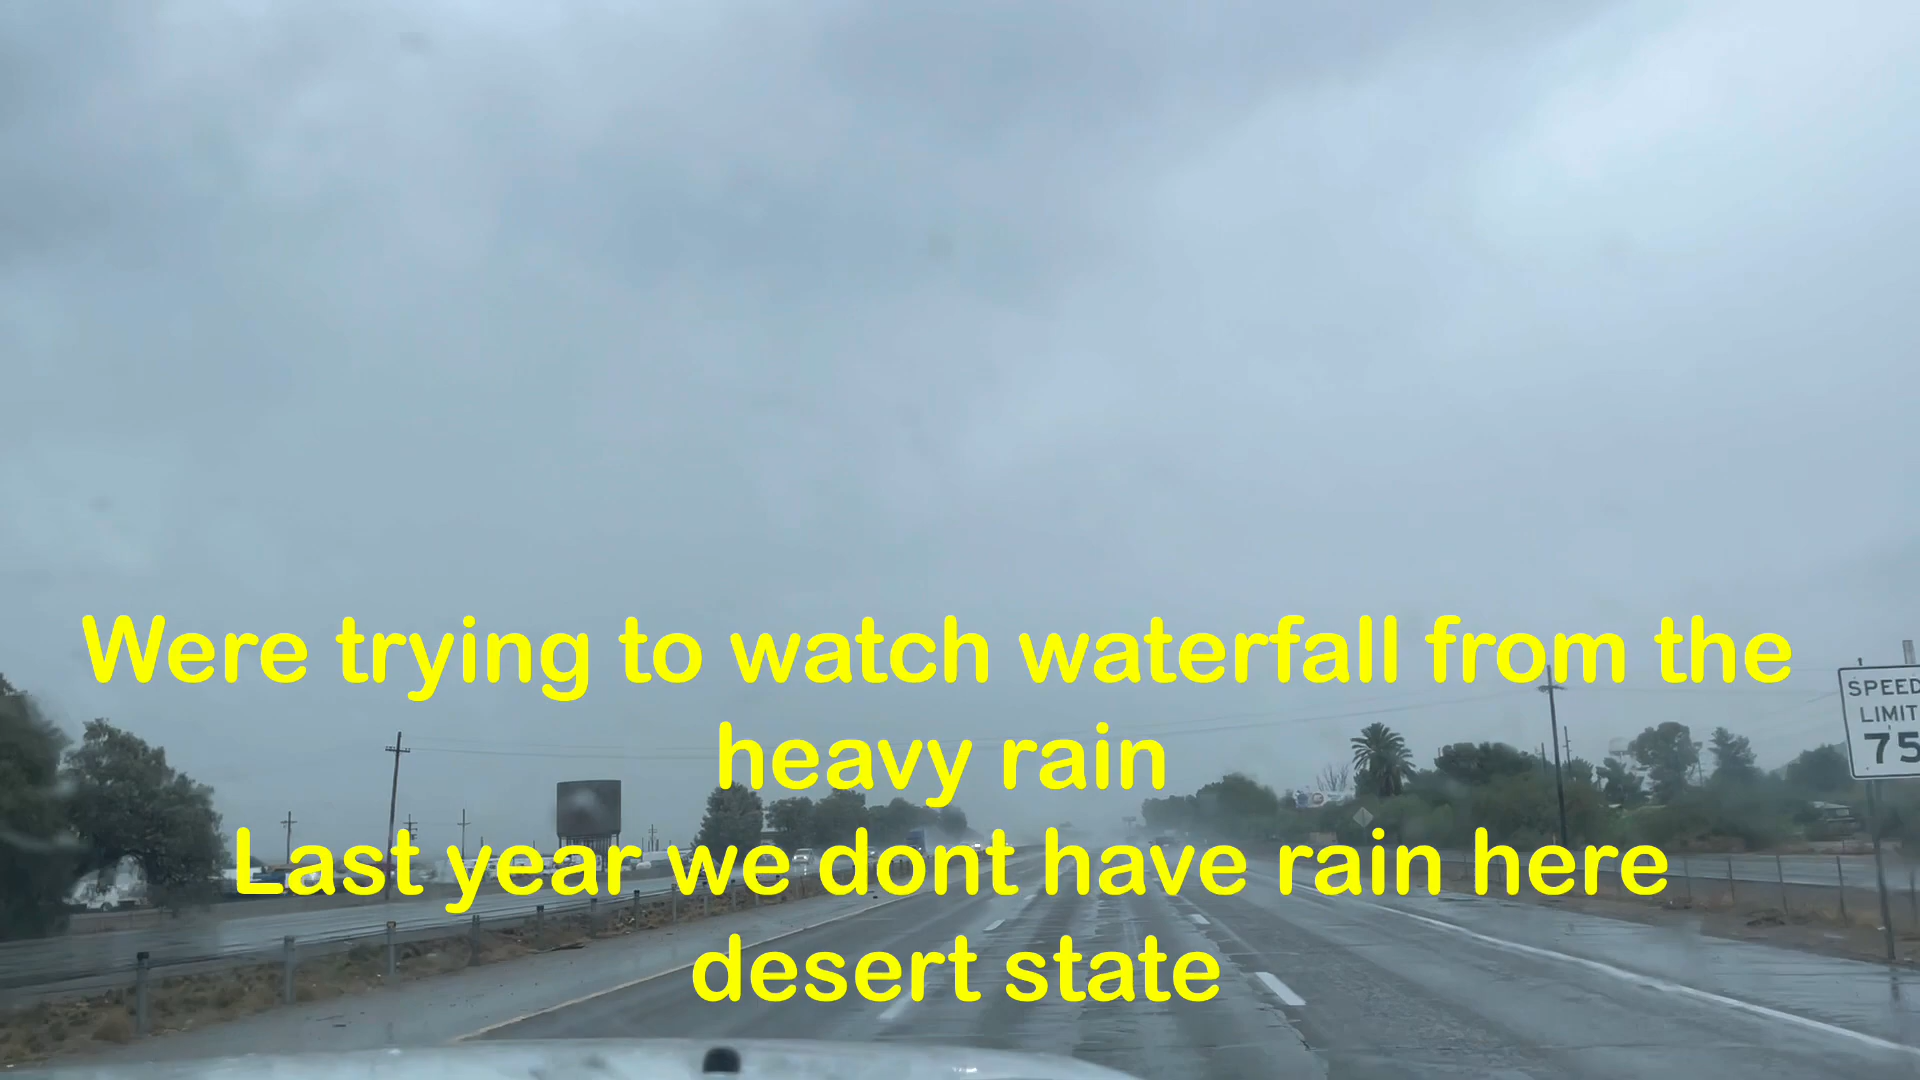 Were trying to watch waterfall from the
heavy rain
Last year we dont have rain here
desert state
SPEED
LIMIT
75